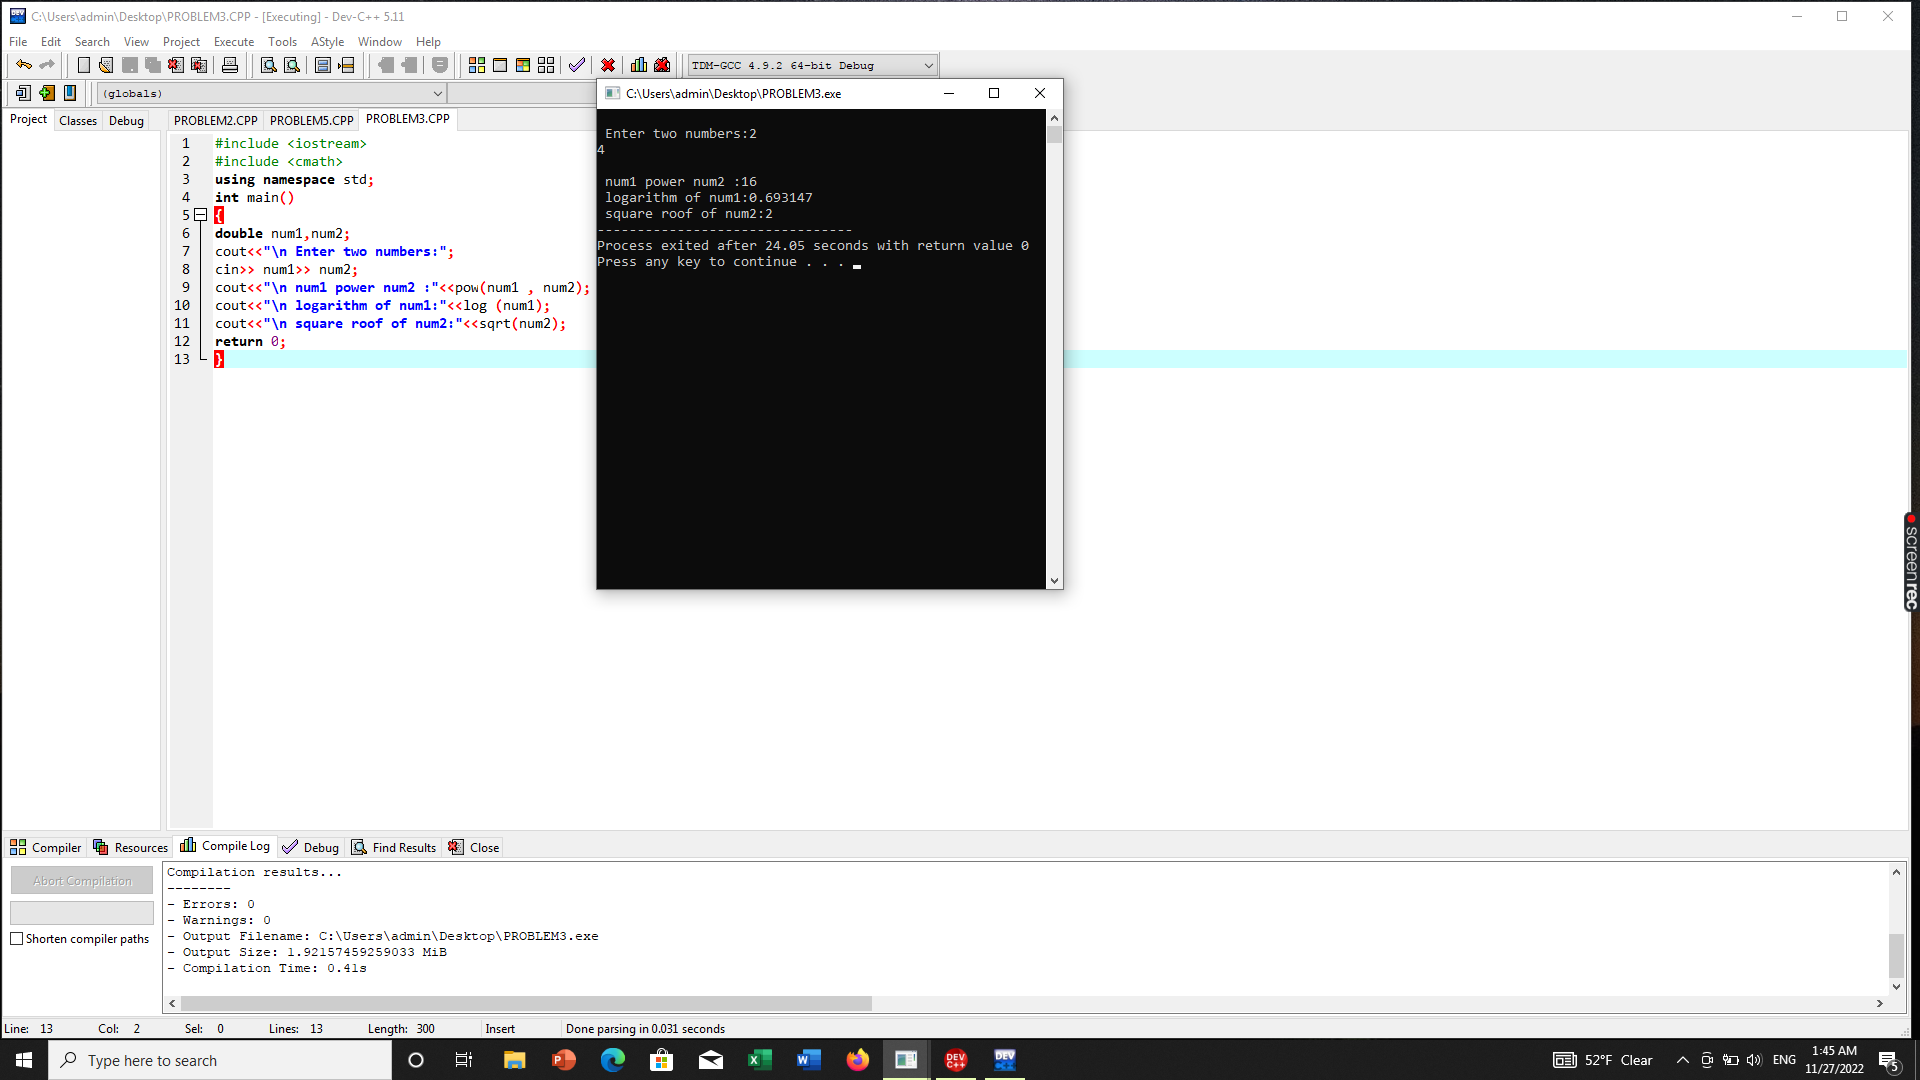 C:\Users\admin\Desktop\PROBLEM3.CPP - [Executing] - Dev-C++ 5.11
File Edit Search View Project Execute Tools AStyle Window Help
TDM-GCC 4.9.2 64-bit Debug
(globals)
Project Classes Debug
PROBLEM2.CPP PROBLEM5.CPP PROBLEM3.CPP
1 #include <iostream>
2 #include <cmath>
3 using namespace std;
4 int main()
5 {
6 double num1,num2;
7 cout<<"\n Enter two numbers:";
8 cin>> num1>> num2;
9 cout<<"\n num1 power num2 :"<<pow(num1 , num2);
10 cout<<"\n logarithm of num1:"<<log (num1);
11 cout<<"\n square roof of num2:"<<sqrt(num2);
12 return 0;
13 }
C:\Users\admin\Desktop\PROBLEM3.exe
Enter two numbers:2
4
num1 power num2 :16
logarithm of num1:0.693147
square roof of num2:2
--------------------------------
Process exited after 24.05 seconds with return value 0
Press any key to continue . . .
screenrec
Compiler Resources Compile Log Debug Find Results Close
Abort Compilation
Shorten compiler paths
Compilation results...
--------
- Errors: 0
- Warnings: 0
- Output Filename: C:\Users\admin\Desktop\PROBLEM3.exe
- Output Size: 1.92157459259033 MiB
- Compilation Time: 0.41s
Line: 13 Col: 2 Sel: 0 Lines: 13 Length: 300 Insert Done parsing in 0.031 seconds
Type here to search
DEV C++
DEV C++
52°F Clear
ENG
1:45 AM
11/27/2022
5